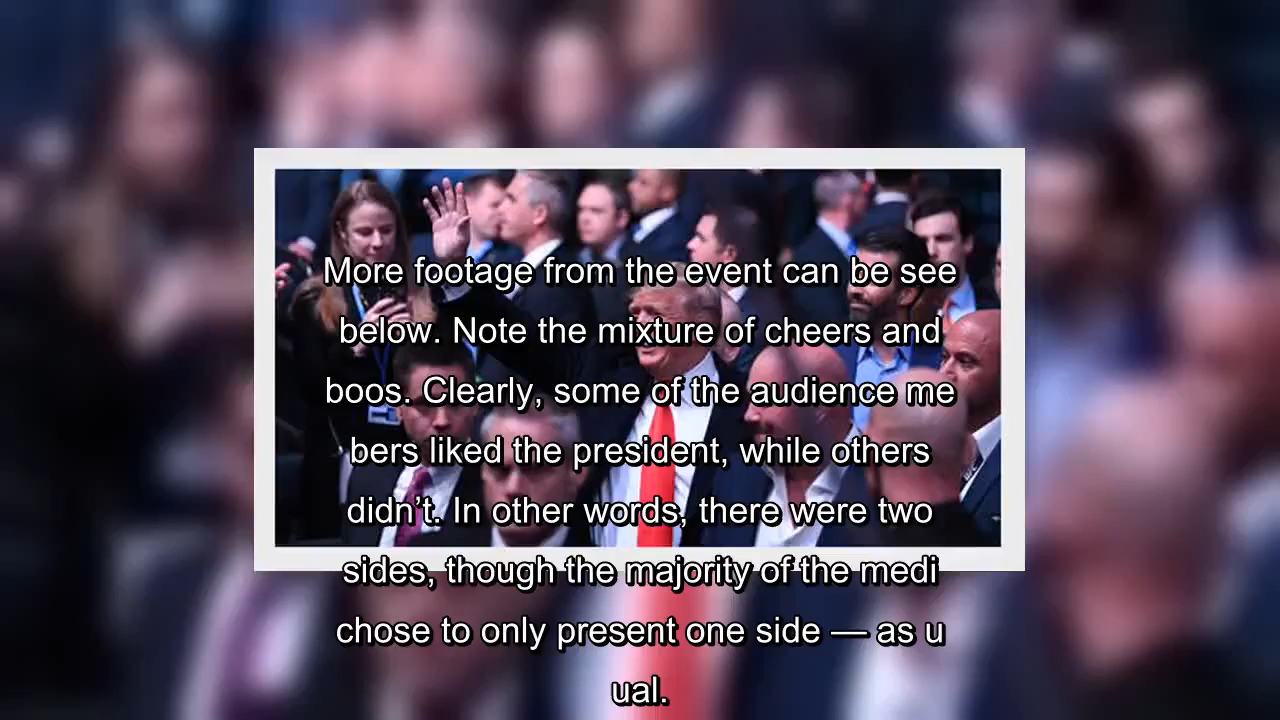 More footage from the event can be see
below. Note the mixture of cheers and
boos. Clearly, some of the audience me
bers liked the president, while others
didn’t. In other words, there were two
sides, though the majority of the medi
chose to only present one side — as u
ual.